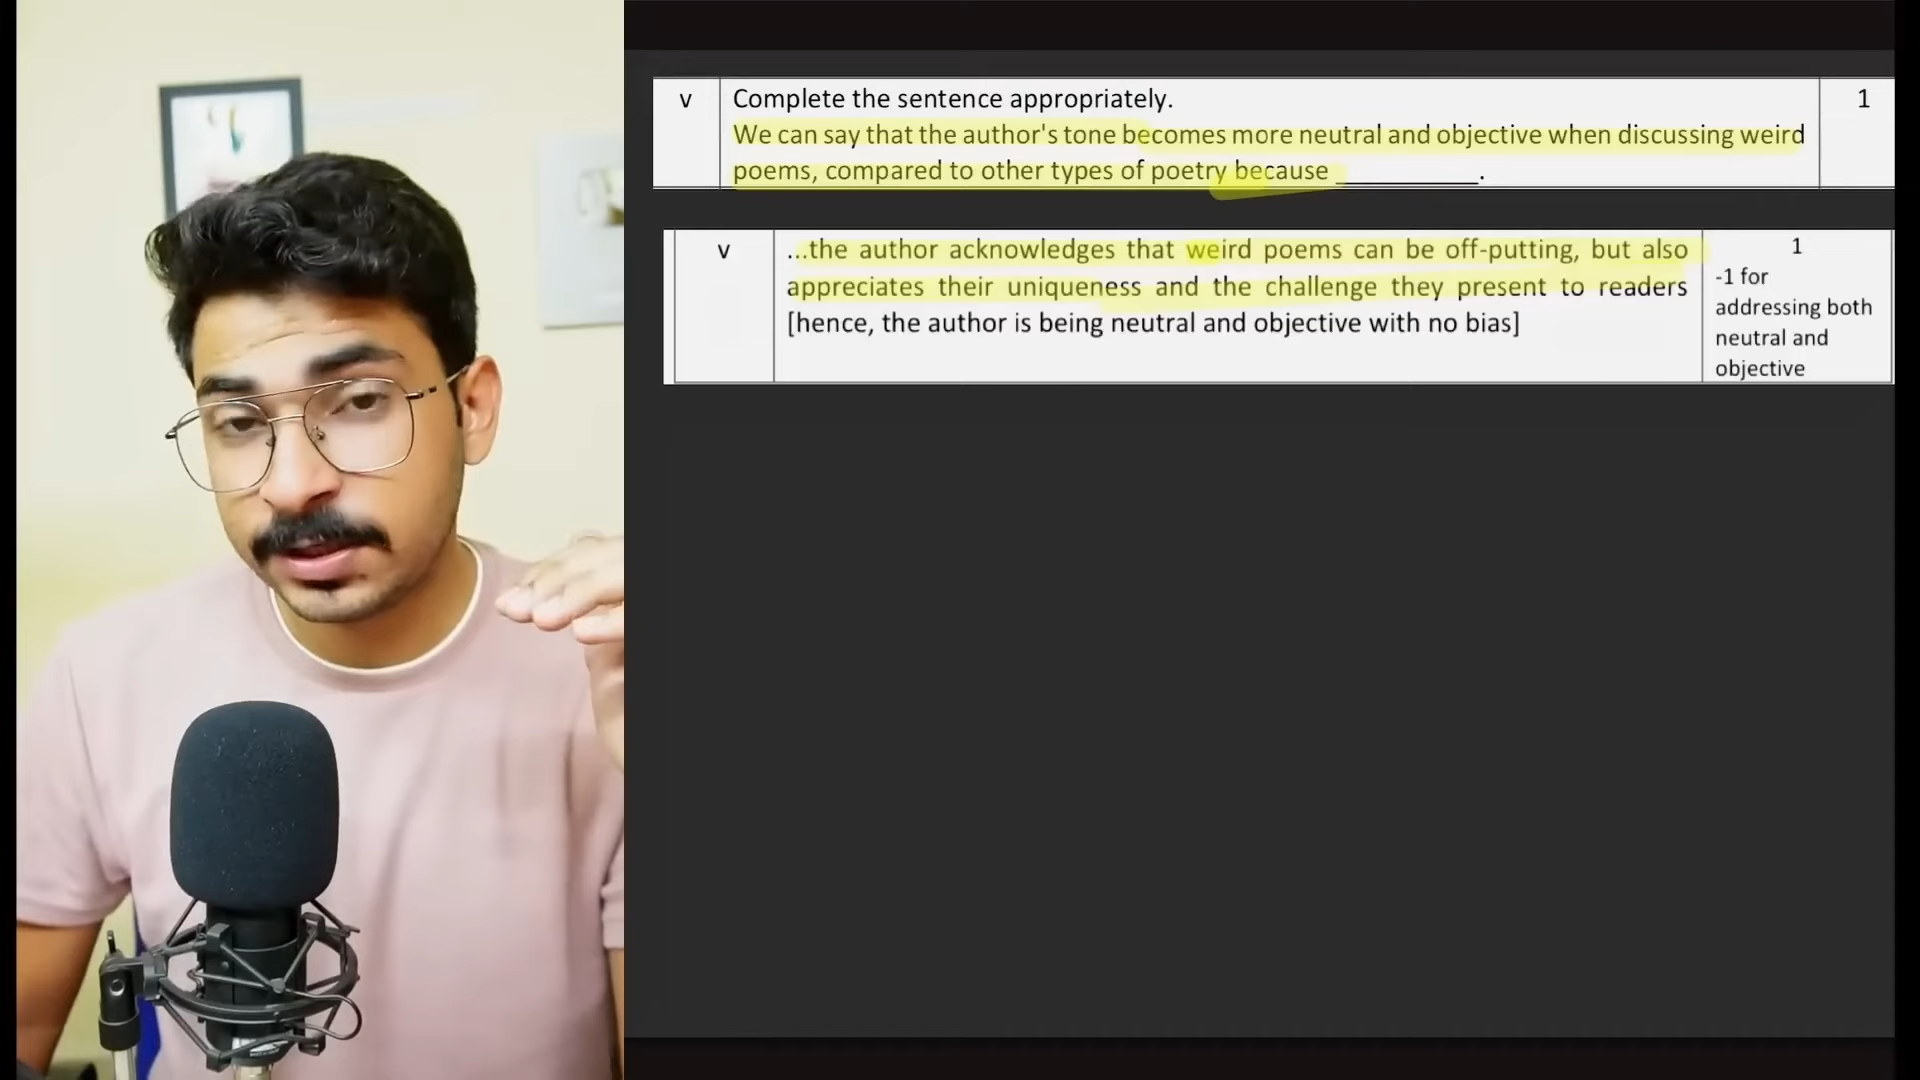 v
Complete the sentence appropriately.
We can say that the author's tone becomes more neutral and objective when discussing weird
poems, compared to other types of poetry because __________.
1
v
...the author acknowledges that weird poems can be off-putting, but also
appreciates their uniqueness and the challenge they present to readers
[hence, the author is being neutral and objective with no bias]
1
-1 for
addressing both
neutral and
objective